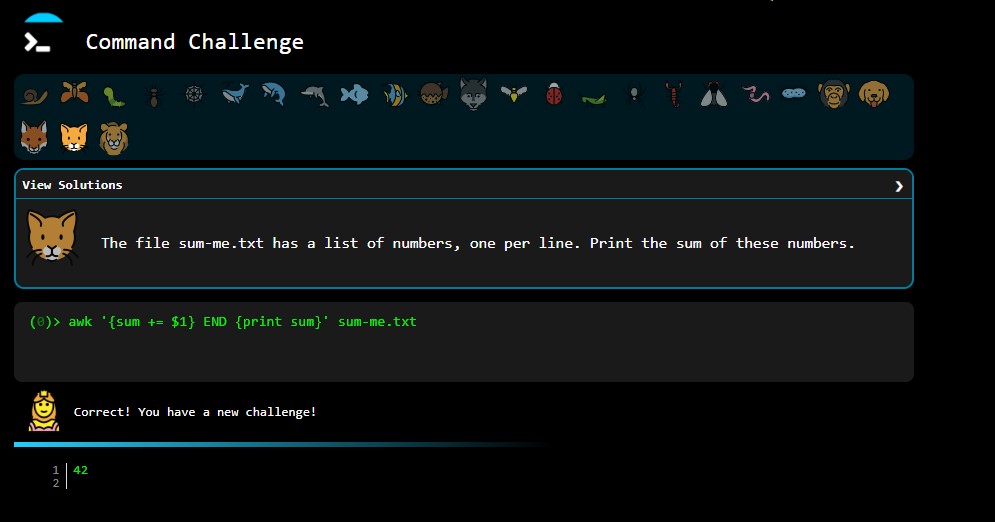 Command Challenge
View Solutions
The file sum-me.txt has a list of numbers, one per line. Print the sum of these numbers.
(0)> awk '{sum += $1} END {print sum}' sum-me.txt
Correct! You have a new challenge!
1 42
2